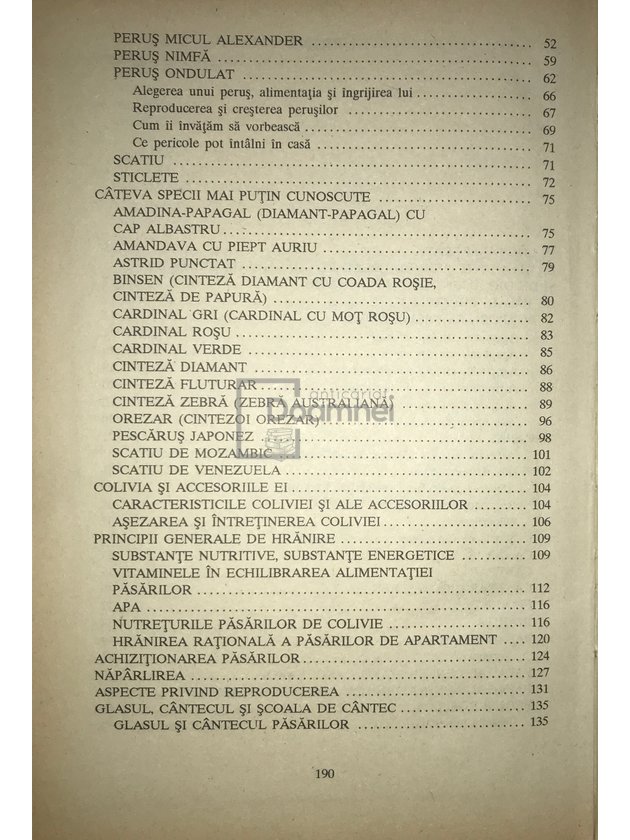 PERUŞ MICUL ALEXANDER ........ 52
PERUŞ NIMFĂ ........ 59
PERUŞ ONDULAT ........ 62
Alegerea unui peruş, alimentaţia şi îngrijirea lui ........ 66
Reproducerea şi creşterea peruşilor ........ 67
Cum îi învăţăm să vorbească ........ 69
Ce pericole pot întâlni în casă ........ 71
SCATIU ........ 71
STICLETE ........ 72
CÂTEVA SPECII MAI PUŢIN CUNOSCUTE ........ 75
AMADINA-PAPAGAL (DIAMANT-PAPAGAL) CU
CAP ALBASTRU ........ 75
AMANDAVA CU PIEPT AURIU ........ 77
ASTRID PUNCTAT ........ 79
BINSEN (CINTEZĂ DIAMANT CU COADA ROŞIE,
CINTEZĂ DE PAPURĂ) ........ 80
CARDINAL GRI (CARDINAL CU MOŢ ROŞU) ........ 82
CARDINAL ROŞU ........ 83
CARDINAL VERDE ........ 85
CINTEZĂ DIAMANT ........ 86
CINTEZĂ FLUTURAR ........ 88
CINTEZĂ ZEBRĂ (ZEBRĂ AUSTRALIANĂ) ........ 89
OREZAR (CINTEZOI OREZAR) ........ 96
PESCĂRUŞ JAPONEZ ........ 98
SCATIU DE MOZAMBIC ........ 101
SCATIU DE VENEZUELA ........ 102
COLIVIA ŞI ACCESORIILE EI ........ 104
CARACTERISTICILE COLIVIEI ŞI ALE ACCESORIILOR ........ 104
AŞEZAREA ŞI ÎNTREŢINEREA COLIVIEI ........ 106
PRINCIPII GENERALE DE HRĂNIRE ........ 109
SUBSTANŢE NUTRITIVE, SUBSTANŢE ENERGETICE ........ 109
VITAMINELE ÎN ECHILIBRAREA ALIMENTAŢIEI
PĂSĂRILOR ........ 112
APA ........ 116
NUTREŢURILE PĂSĂRILOR DE COLIVIE ........ 116
HRĂNIREA RAŢIONALĂ A PĂSĂRILOR DE APARTAMENT .... 120
ACHIZIŢIONAREA PĂSĂRILOR ........ 124
NĂPÂRLIREA ........ 127
ASPECTE PRIVIND REPRODUCEREA ........ 131
GLASUL, CÂNTECUL ŞI ŞCOALA DE CÂNTEC ........ 135
GLASUL ŞI CÂNTECUL PĂSĂRILOR ........ 135
190
anticariat
Doamnei